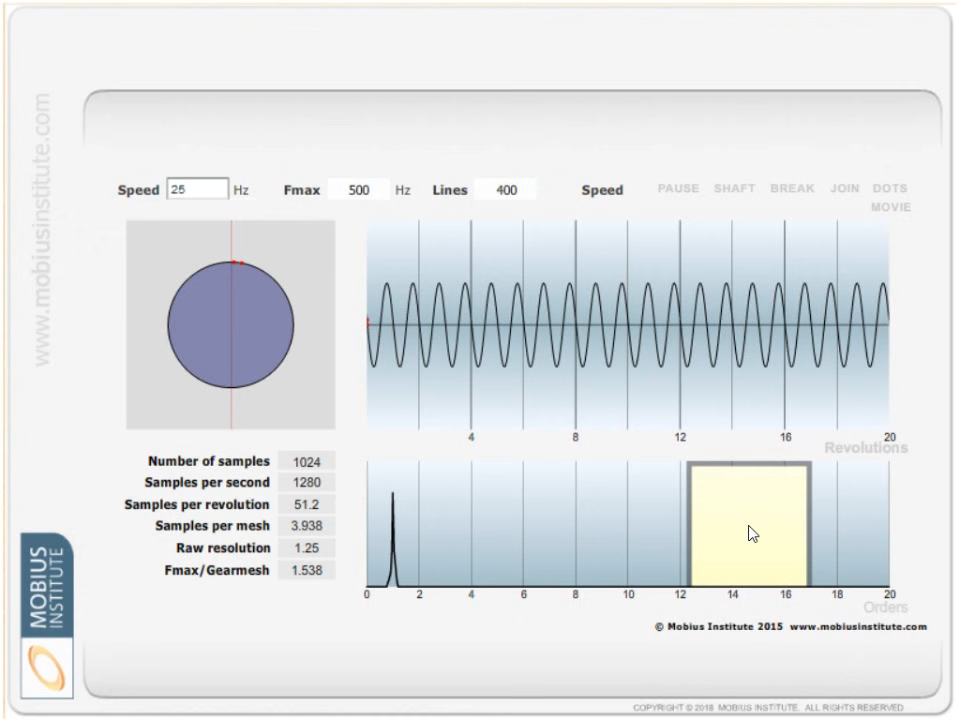 www.mobiusinstitute.com
Speed 25 Hz Fmax 500 Hz Lines 400 Speed PAUSE SHAFT BREAK JOIN DOTS
MOVIE
4 8 12 16 20
Revolutions
Number of samples 1024
Samples per second 1280
Samples per revolution 51.2
Samples per mesh 3.938
Raw resolution 1.25
Fmax/Gearmesh 1.538
0 2 4 6 8 10 12 14 16 18 20
Orders
© Mobius Institute 2015 www.mobiusinstitute.com
MOBIUS
INSTITUTE
COPYRIGHT © 2018 MOBIUS INSTITUTE. ALL RIGHTS RESERVED